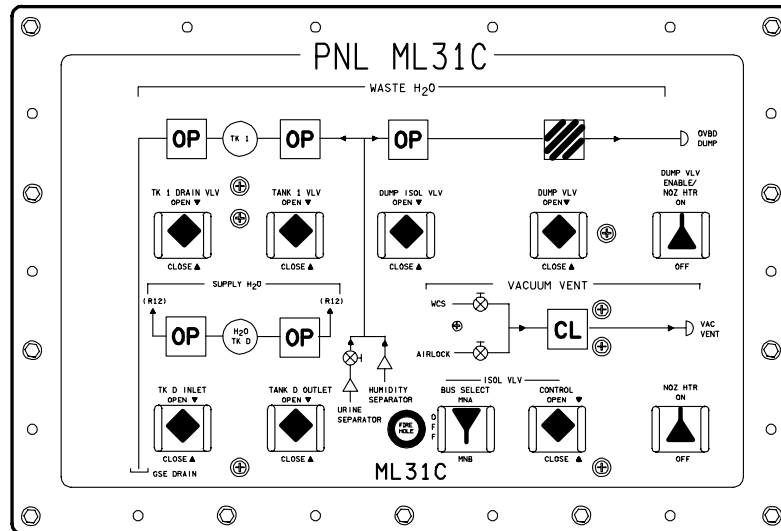 PNL ML31C
WASTE H2O
OP TK 1 OP OP OVBD DUMP
TK 1 DRAIN VLV
OPEN ▼
CLOSE ▲
TANK 1 VLV
OPEN ▼
CLOSE ▲
DUMP ISOL VLV
OPEN ▼
CLOSE ▲
DUMP VLV
OPEN ▼
CLOSE ▲
DUMP VLV
ENABLE/
NOZ HTR
ON
OFF
SUPPLY H2O
(R12) (R12)
OP H2O TK D OP
VACUUM VENT
WCS
AIRLOCK
CL
VAC
VENT
URINE
SEPARATOR
HUMIDITY
SEPARATOR
TK D INLET
OPEN ▼
CLOSE ▲
TANK D OUTLET
OPEN ▼
CLOSE ▲
FIRE
HOLE
ISOL VLV
BUS SELECT
MNA
OFF
MNB
CONTROL
OPEN ▼
CLOSE ▲
NOZ HTR
ON
OFF
GSE DRAIN
ML31C